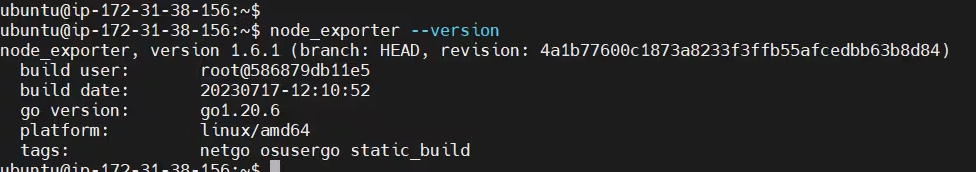 ubuntu@ip-172-31-38-156:~$
ubuntu@ip-172-31-38-156:~$ node_exporter --version
node_exporter, version 1.6.1 (branch: HEAD, revision: 4a1b77600c1873a8233f3ffb55afcedbb63b8d84)
  build user:       root@586879db11e5
  build date:       20230717-12:10:52
  go version:       go1.20.6
  platform:         linux/amd64
  tags:             netgo osusergo static_build
ubuntu@ip-172-31-38-156:~$